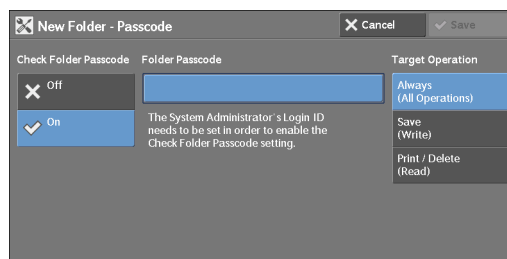 New Folder - Passcode
Cancel
Save
Check Folder Passcode
Folder Passcode
Target Operation
Off
On
The System Administrator`s Login ID
needs to be set in order to enable the
Check Folder Passcode setting.
Always
(All Operations)
Save
(Write)
Print / Delete
(Read)